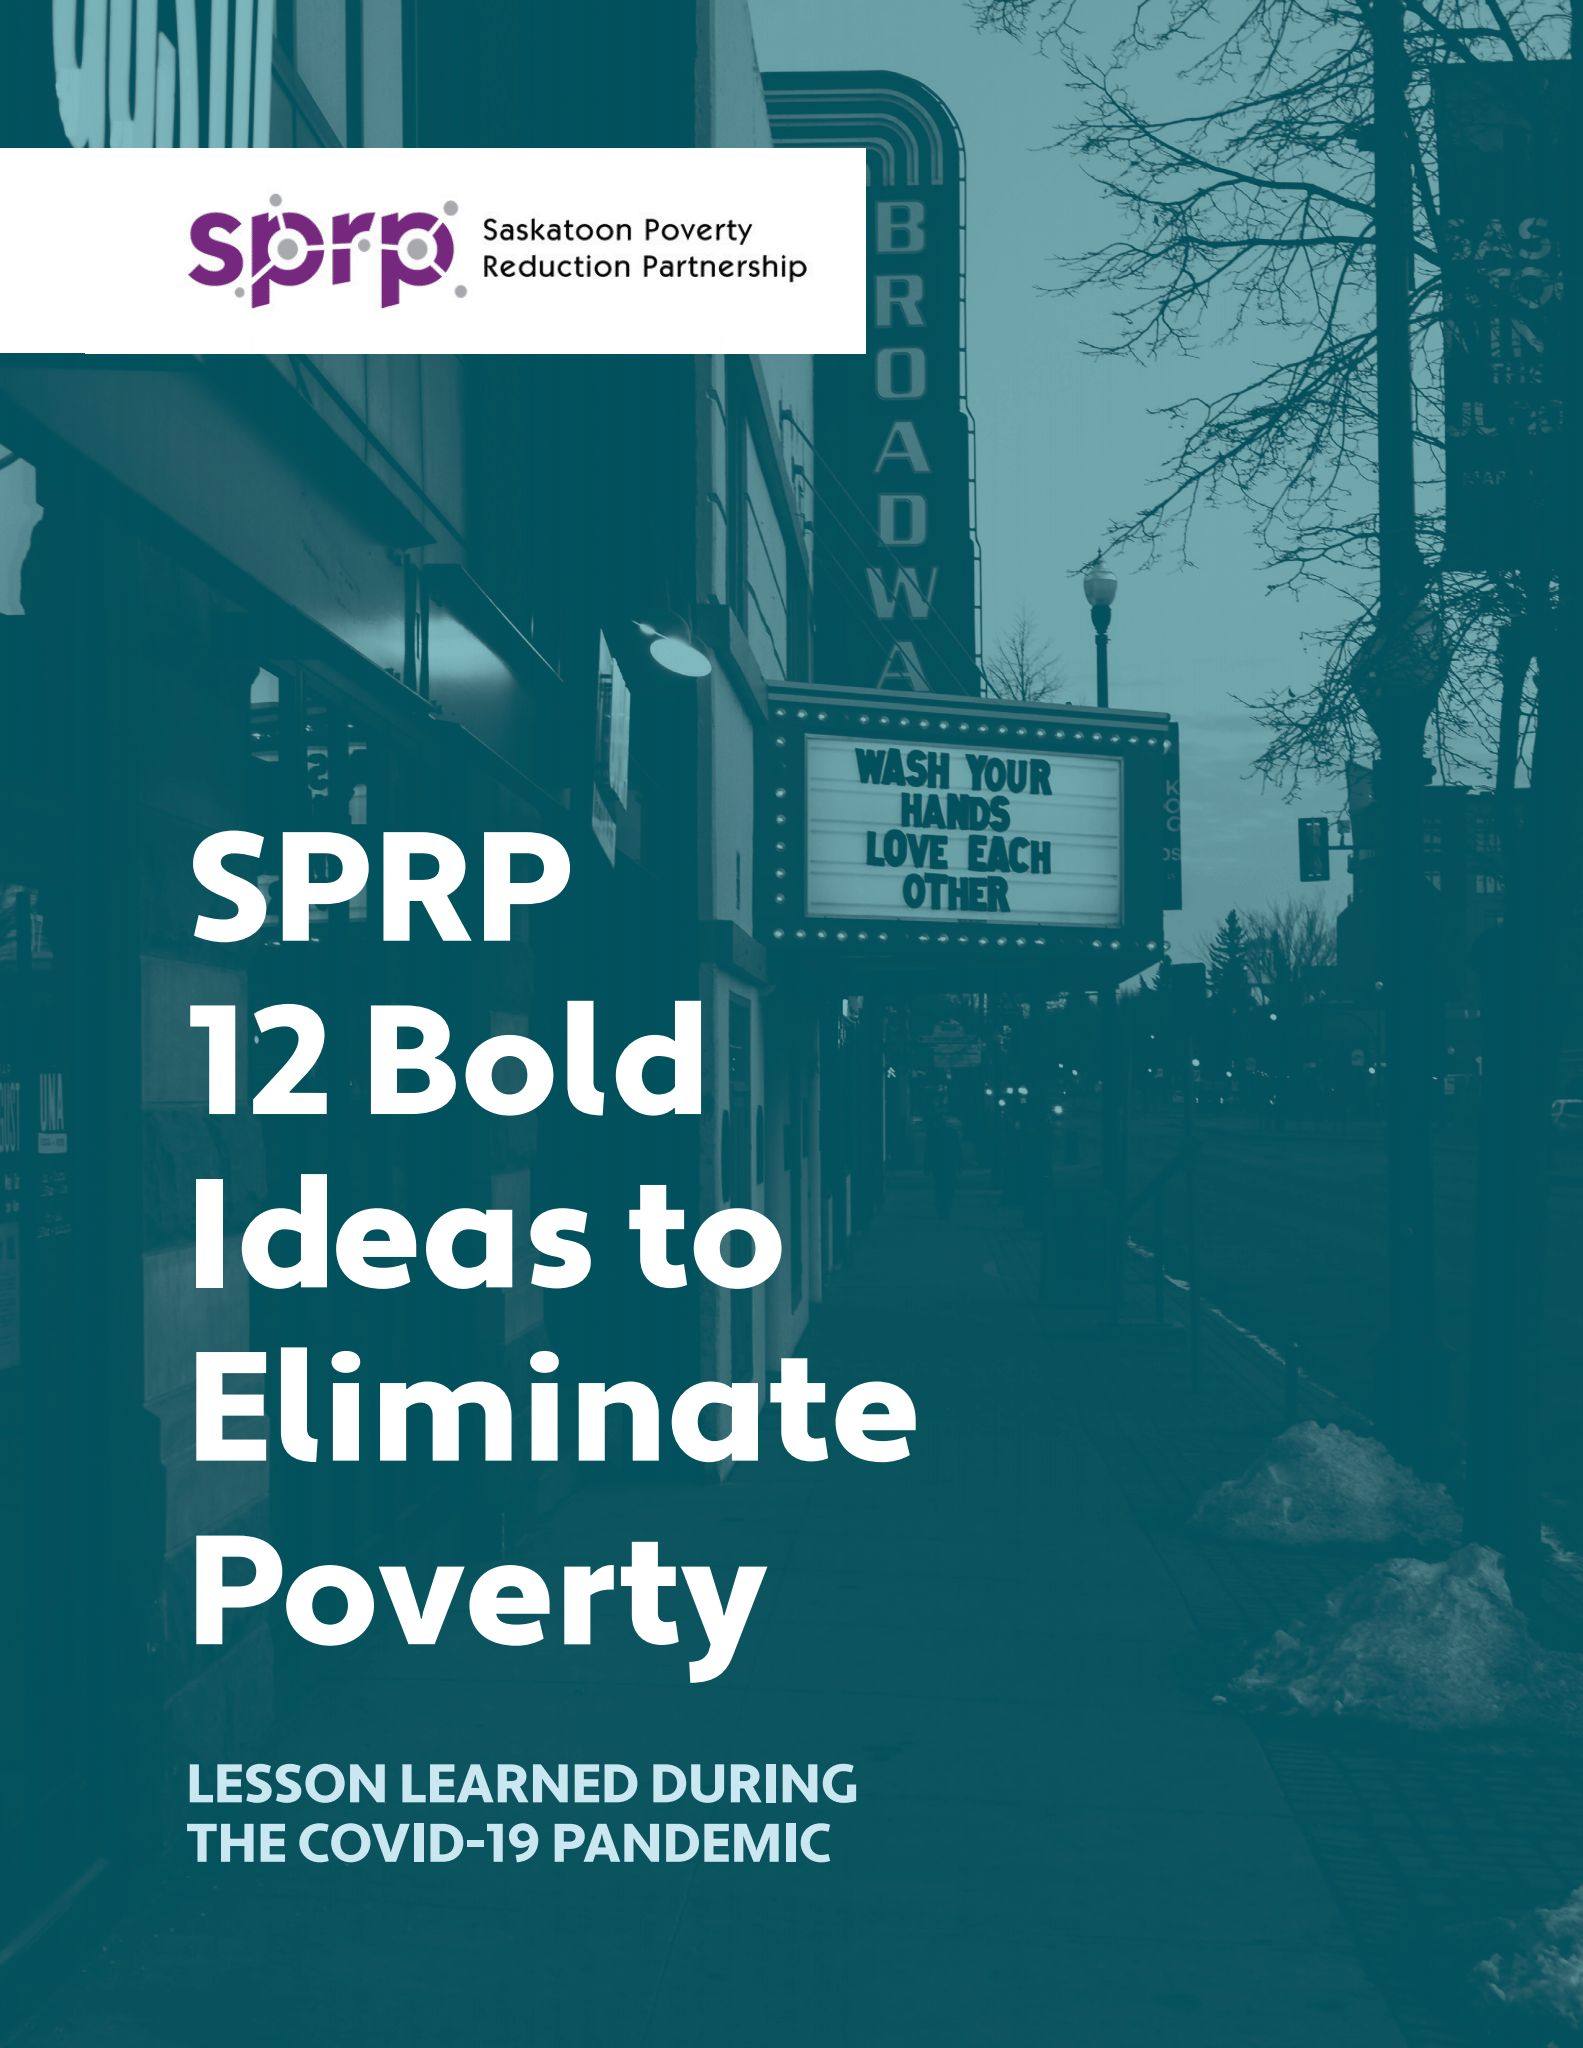 sprp
Saskatoon Poverty
Reduction Partnership
BROADWA
WASH YOUR
HANDS
LOVE EACH
OTHER
SPRP
12 Bold
Ideas to
Eliminate
Poverty
LESSON LEARNED DURING
THE COVID-19 PANDEMIC
UNA